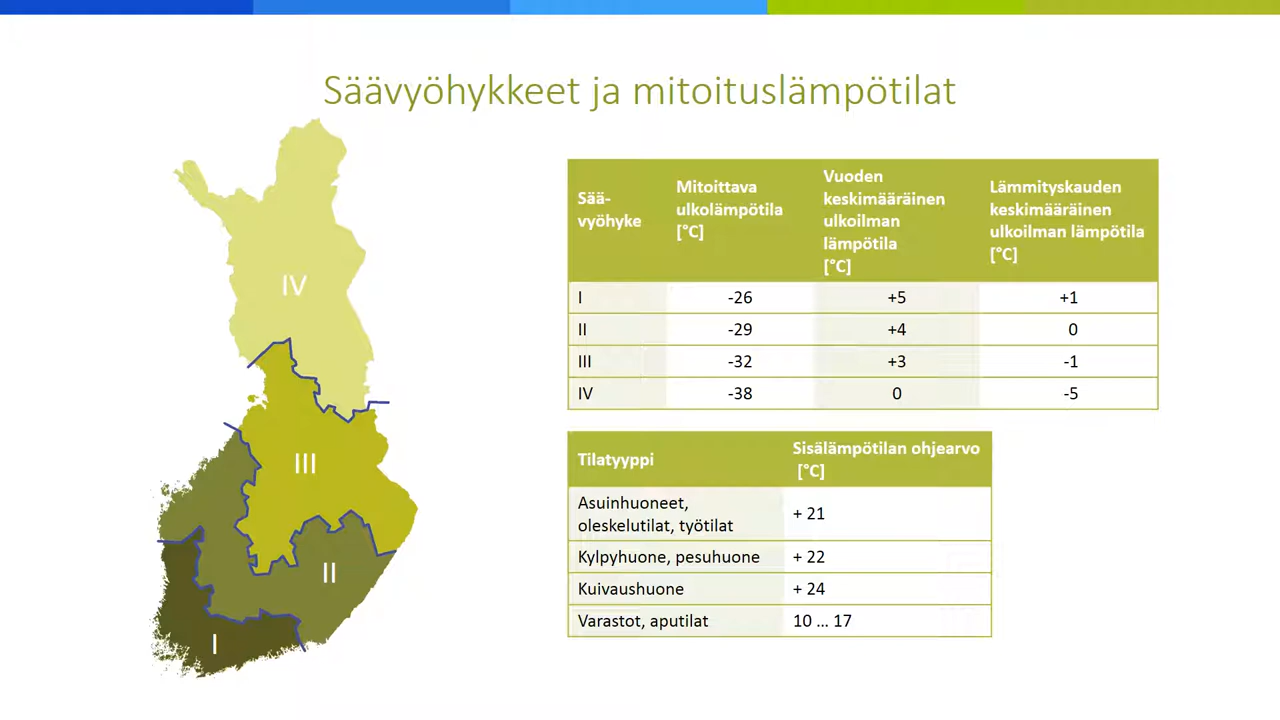 Säävyöhykkeet ja mitoituslämpötilat
IV
III
II
I
Sää-
vyöhyke
Mitoittava
ulkolämpötila
[°C]
Vuoden
keskimääräinen
ulkoilman
lämpötila
[°C]
Lämmityskauden
keskimääräinen
ulkoilman lämpötila
[°C]
I -26 +5 +1
II -29 +4 0
III -32 +3 -1
IV -38 0 -5
Tilatyyppi
Sisälämpötilan ohjearvo
[°C]
Asuinhuoneet,
oleskelutilat, työtilat
+ 21
Kylpyhuone, pesuhuone + 22
Kuivaushuone + 24
Varastot, aputilat 10 ... 17